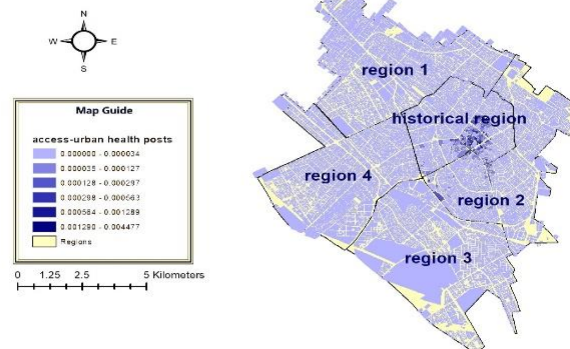 N
W E
S
Map Guide
access-urban health posts
0.000000 - 0.000034
0.000035 - 0.000127
0.000128 - 0.000297
0.000298 - 0.000563
0.000564 - 0.001289
0.001290 - 0.004477
Regions
0 1.25 2.5 5 Kilometers
region 1
historical region
region 4
region 2
region 3